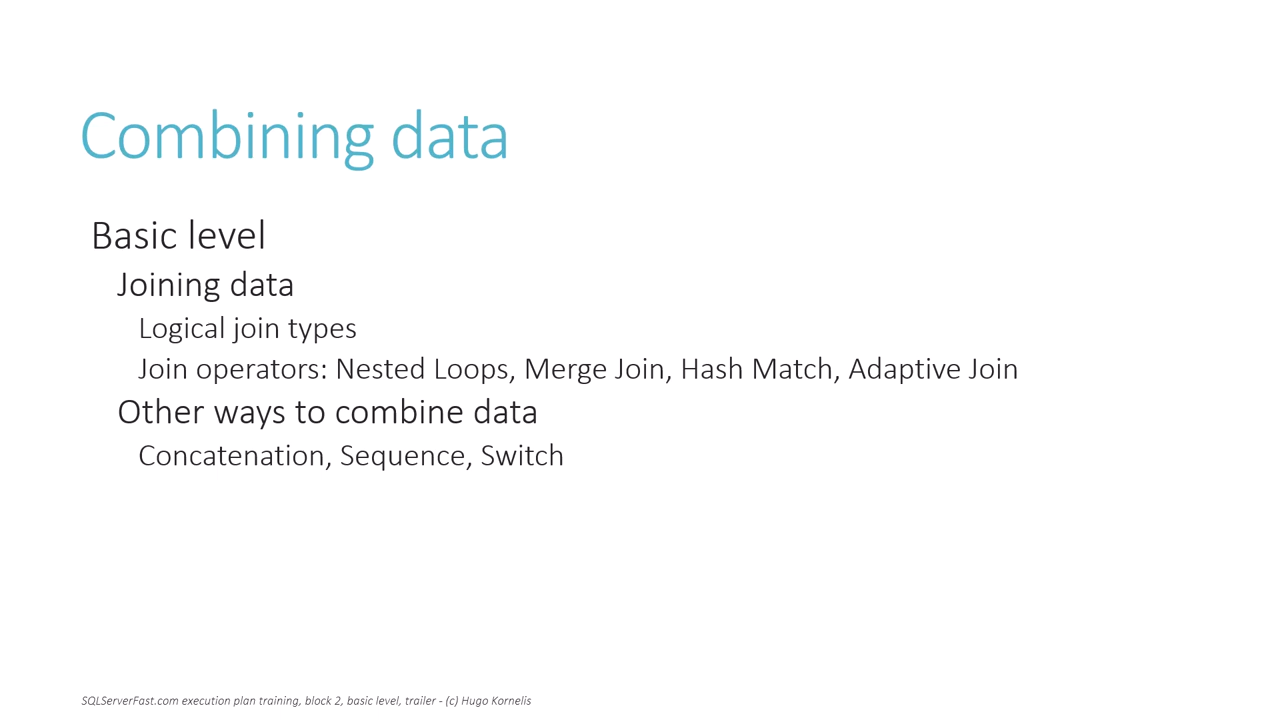 Combining data
Basic level
Joining data
Logical join types
Join operators: Nested Loops, Merge Join, Hash Match, Adaptive Join
Other ways to combine data
Concatenation, Sequence, Switch
SQLServerFast.com execution plan training, block 2, basic level, trailer - (c) Hugo Kornelis